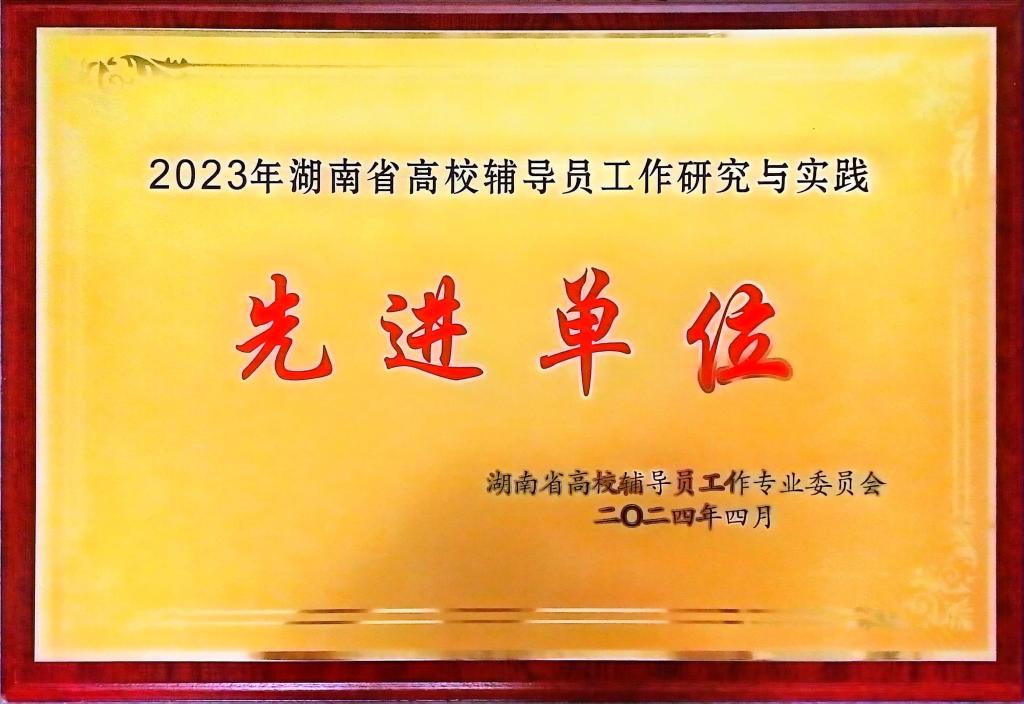 2023年湖南省高校辅导员工作研究与实践
先进单位
湖南省高校辅导员工作专业委员会
二〇二四年四月